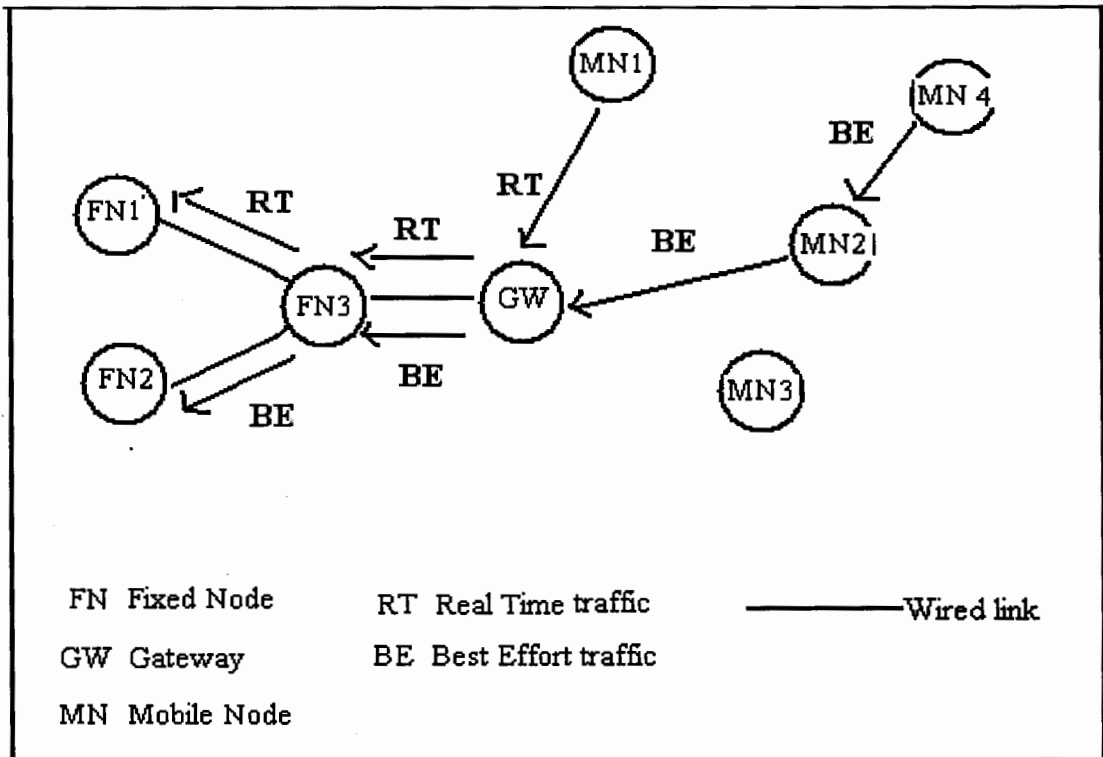 MN1
MN 4
BE
FN1
RT
RT
RT
BE
MN2
FN3
GW
FN2
BE
MN3
BE
FN Fixed Node
RT Real Time traffic
Wired link
GW Gateway
BE Best Effort traffic
MN Mobile Node